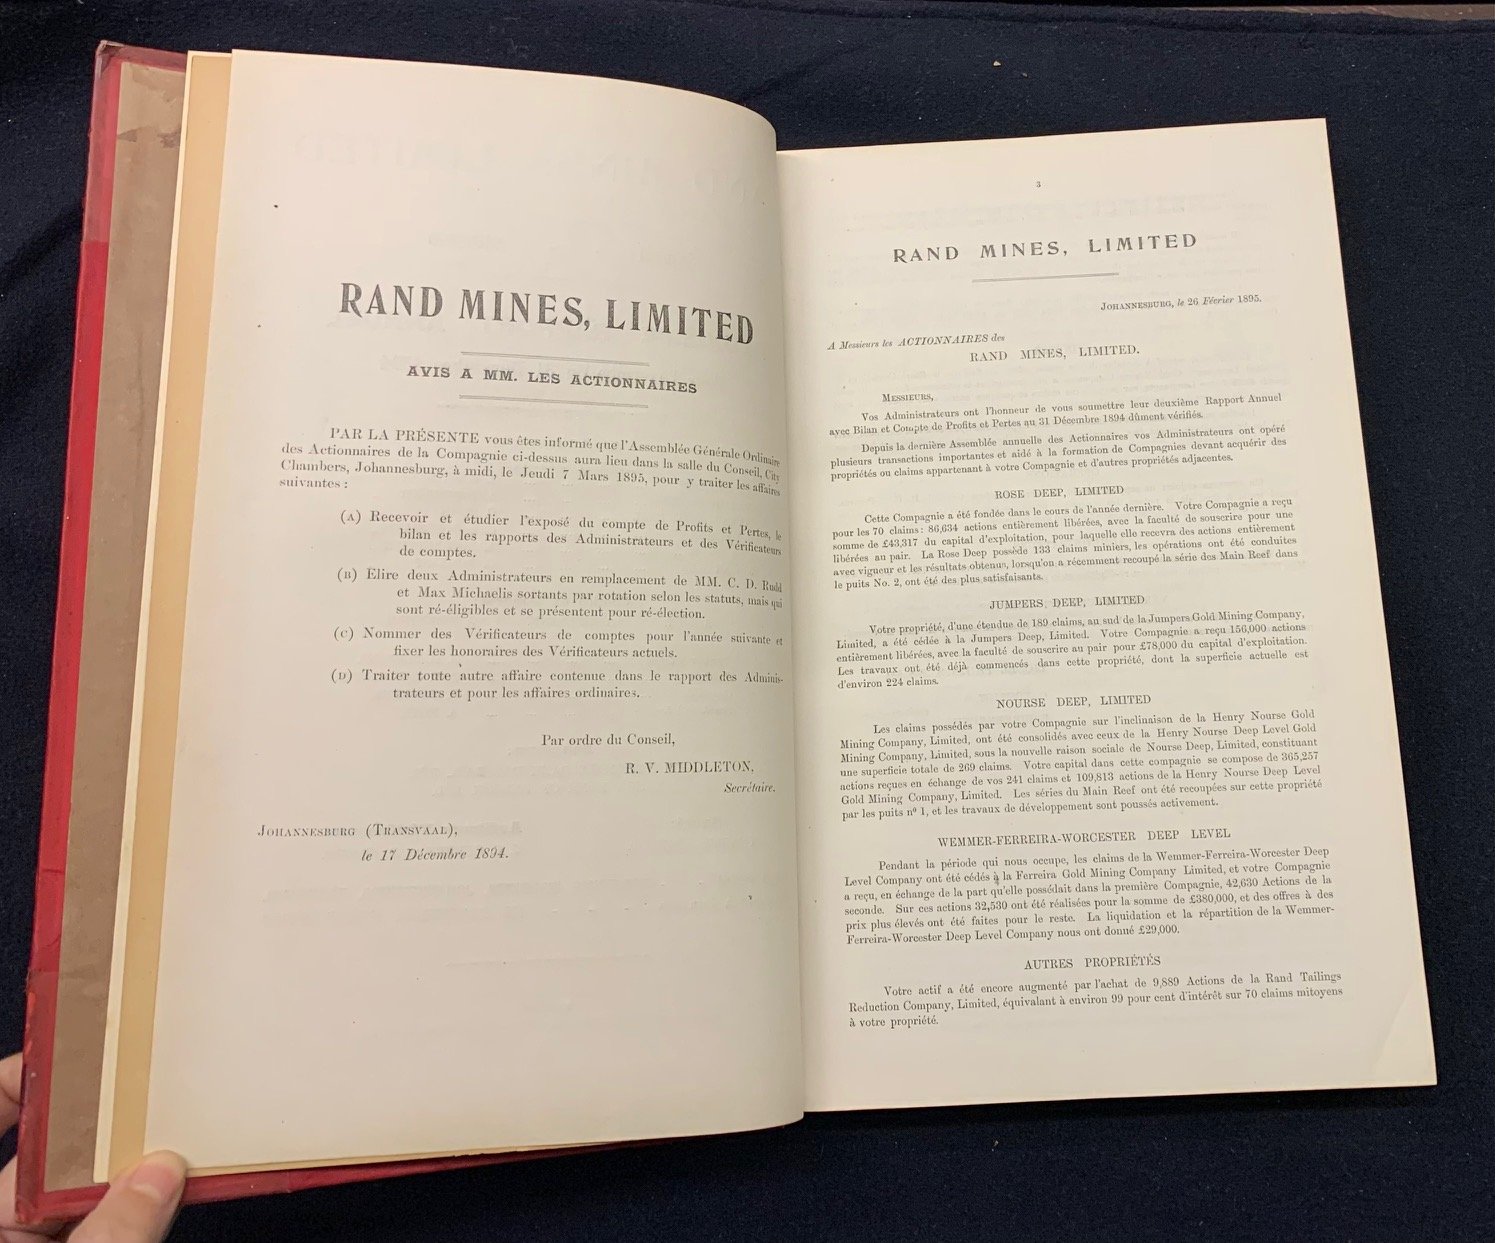 RAND MINES, LIMITED
AVIS A MM. LES ACTIONNAIRES
PAR LA PRÉSENTE vous êtes informé que l'Assemblée Générale Ordinaire
des Actionnaires de la Compagnie ci-dessus aura lieu dans la salle du Conseil, City
Chambers, Johannesburg, à midi, le Jeudi 7 Mars 1895, pour y traiter les affaires
suivantes :
(A) Recevoir et étudier l'exposé du compte de Profits et Pertes, le
bilan et les rapports des Administrateurs et des Vérificateurs
de comptes.
(B) Elire deux Administrateurs en remplacement de MM. C. D. Rudd
et Max Michaelis sortants par rotation selon les statuts, mais qui
sont ré-éligibles et se présentent pour ré-élection.
(C) Nommer des Vérificateurs de comptes pour l'année suivante et
fixer les honoraires des Vérificateurs actuels.
(D) Traiter toute autre affaire contenue dans le rapport des Adminis-
trateurs et pour les affaires ordinaires.
Par ordre du Conseil,
R. V. MIDDLETON,
Secrétaire.
JOHANNESBURG (TRANSVAAL),
le 17 Décembre 1894.
3
RAND MINES, LIMITED
JOHANNESBURG, le 26 Février 1895.
A Messieurs les ACTIONNAIRES des
RAND MINES, LIMITED.
MESSIEURS,
Vos Administrateurs ont l'honneur de vous soumettre leur deuxième Rapport Annuel
avec Bilan et Compte de Profits et Pertes au 31 Décembre 1894 dûment vérifiés.
Depuis la dernière Assemblée annuelle des Actionnaires vos Administrateurs ont opéré
plusieurs transactions importantes et aidé à la formation de Compagnies devant acquérir des
propriétés ou claims appartenant à votre Compagnie et d'autres propriétés adjacentes.
ROSE DEEP, LIMITED
Cette Compagnie a été fondée dans le cours de l'année dernière. Votre Compagnie a reçu
pour les 70 claims : 86,634 actions entièrement libérées, avec la faculté de souscrire pour une
somme de £43,317 du capital d'exploitation, pour laquelle elle recevra des actions entièrement
libérées au pair. La Rose Deep possède 133 claims miniers, les opérations ont été conduites
avec vigueur et les résultats obtenus, lorsqu'on a récemment recoupé la série des Main Reef dans
le puits No. 2, ont été des plus satisfaisants.
JUMPERS, DEEP, LIMITED
Votre propriété, d'une étendue de 189 claims, au sud de la Jumpers Gold Mining Company,
Limited, a été cédée à la Jumpers Deep, Limited. Votre Compagnie a reçu 156,000 actions
entièrement libérées, avec la faculté de souscrire au pair pour £78,000 du capital d'exploitation.
Les travaux ont été déjà commencés dans cette propriété, dont la superficie actuelle est
d'environ 224 claims.
NOURSE DEEP, LIMITED
Les claims possédés par votre Compagnie sur l'inclinaison de la Henry Nourse Gold
Mining Company, Limited, ont été consolidés avec ceux de la Henry Nourse Deep Level Gold
Mining Company, Limited, sous la nouvelle raison sociale de Nourse Deep, Limited, constituant
une superficie totale de 269 claims. Votre capital dans cette compagnie se compose de 365,257
actions reçues en échange de vos 241 claims et 109,813 actions de la Henry Nourse Deep Level
Gold Mining Company, Limited. Les séries du Main Reef ont été recoupées sur cette propriété
par les puits nº 1, et les travaux de développement sont poussés activement.
WEMMER-FERREIRA-WORCESTER DEEP LEVEL
Pendant la période qui nous occupe, les claims de la Wemmer-Ferreira-Worcester Deep
Level Company ont été cédés à la Ferreira Gold Mining Company Limited, et votre Compagnie
a reçu, en échange de la part qu'elle possédait dans la première Compagnie, 42,630 Actions de la
seconde. Sur ces actions 32,530 ont été réalisées pour la somme de £380,000, et des offres à des
prix plus élevés ont été faites pour le reste. La liquidation et la répartition de la Wemmer-
Ferreira-Worcester Deep Level Company nous ont donné £29,000.
AUTRES PROPRIÉTÉS
Votre actif a été encore augmenté par l'achat de 9,889 Actions de la Rand Tailings
Reduction Company, Limited, équivalant à environ 99 pour cent d'intérêt sur 70 claims mitoyens
à votre propriété.